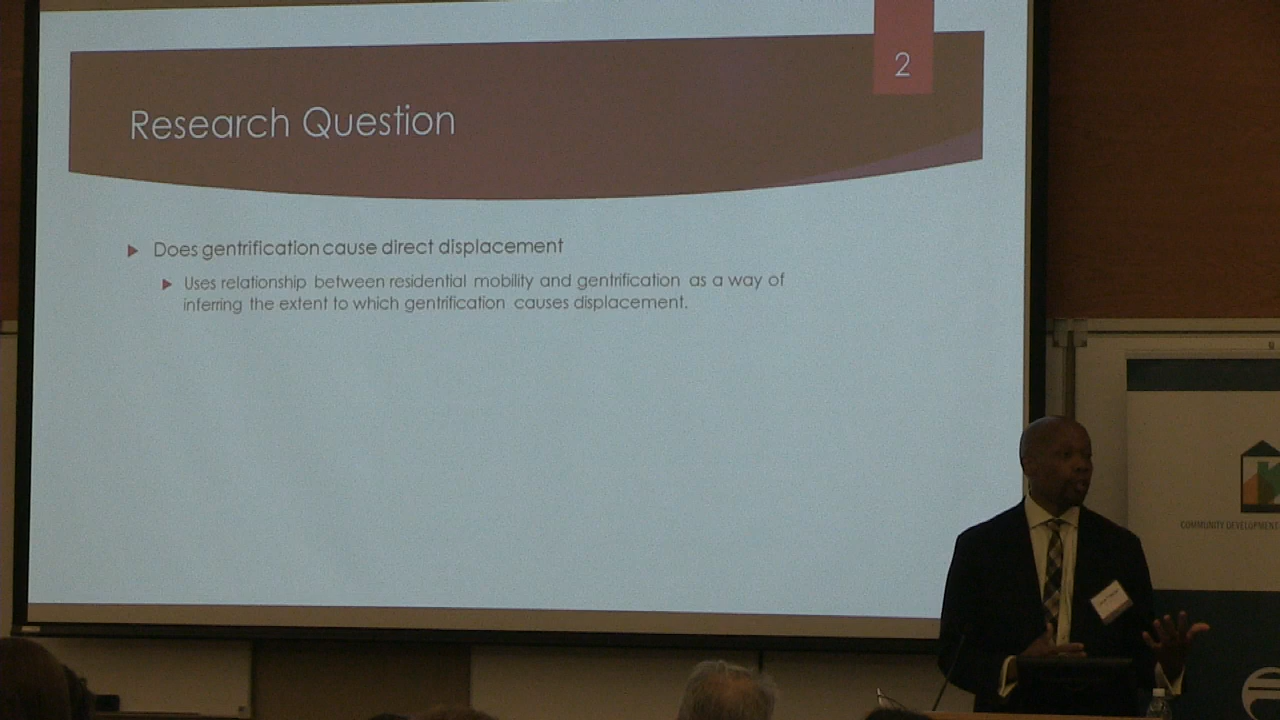 2
Research Question
Does gentrification cause direct displacement
Uses relationship between residential mobility and gentrification as a way of
inferring the extent to which gentrification causes displacement.
COMMUNITY DEVELOPMENT